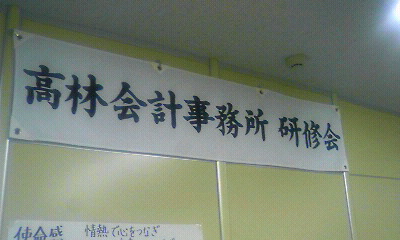 高林会計事務所 研修会
使命感 情熱で心をつなぎ